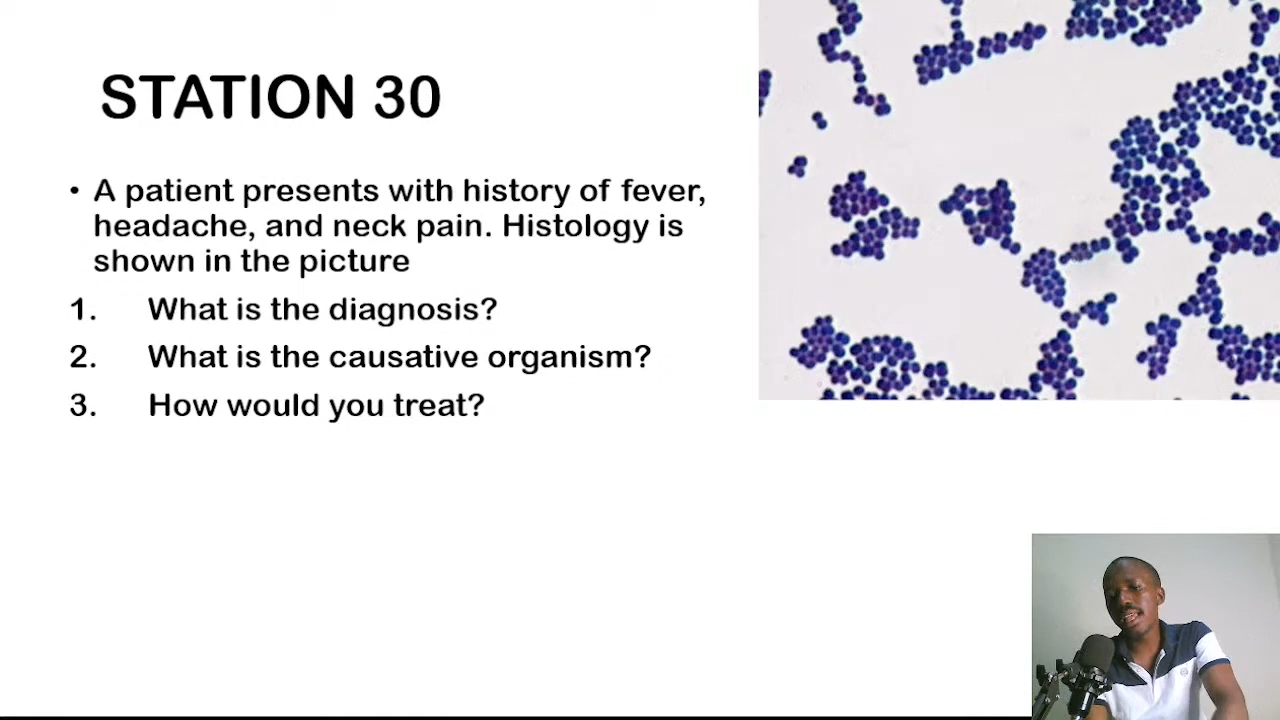 STATION 30
• A patient presents with history of fever,
headache, and neck pain. Histology is
shown in the picture
1. What is the diagnosis?
2. What is the causative organism?
3. How would you treat?